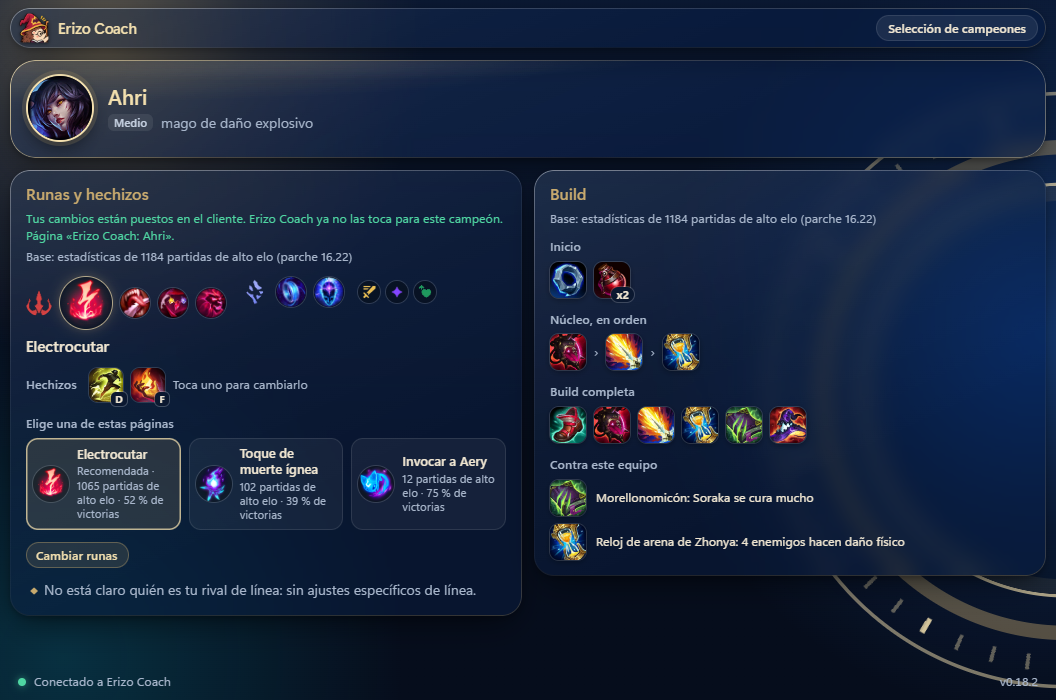 Erizo Coach
Selección de campeones
Ahri
Medio
mago de daño explosivo
Runas y hechizos
Tus cambios están puestos en el cliente. Erizo Coach ya no las toca para este campeón.
Página «Erizo Coach: Ahri».
Base: estadísticas de 1184 partidas de alto elo (parche 16.22)
Electrocutar
Hechizos
D
F
Toca uno para cambiarlo
Elige una de estas páginas
Electrocutar
Recomendada ·
1065 partidas de
alto elo · 52 % de
victorias
Toque de
muerte ígnea
102 partidas de
alto elo · 39 % de
victorias
Invocar a Aery
12 partidas de alto
elo · 75 % de
victorias
Cambiar runas
No está claro quién es tu rival de línea: sin ajustes específicos de línea.
Build
Base: estadísticas de 1184 partidas de alto elo (parche 16.22)
Inicio
x2
Núcleo, en orden
› ›
Build completa
Contra este equipo
Morellonomicón: Soraka se cura mucho
Reloj de arena de Zhonya: 4 enemigos hacen daño físico
Conectado a Erizo Coach
v0.18.2